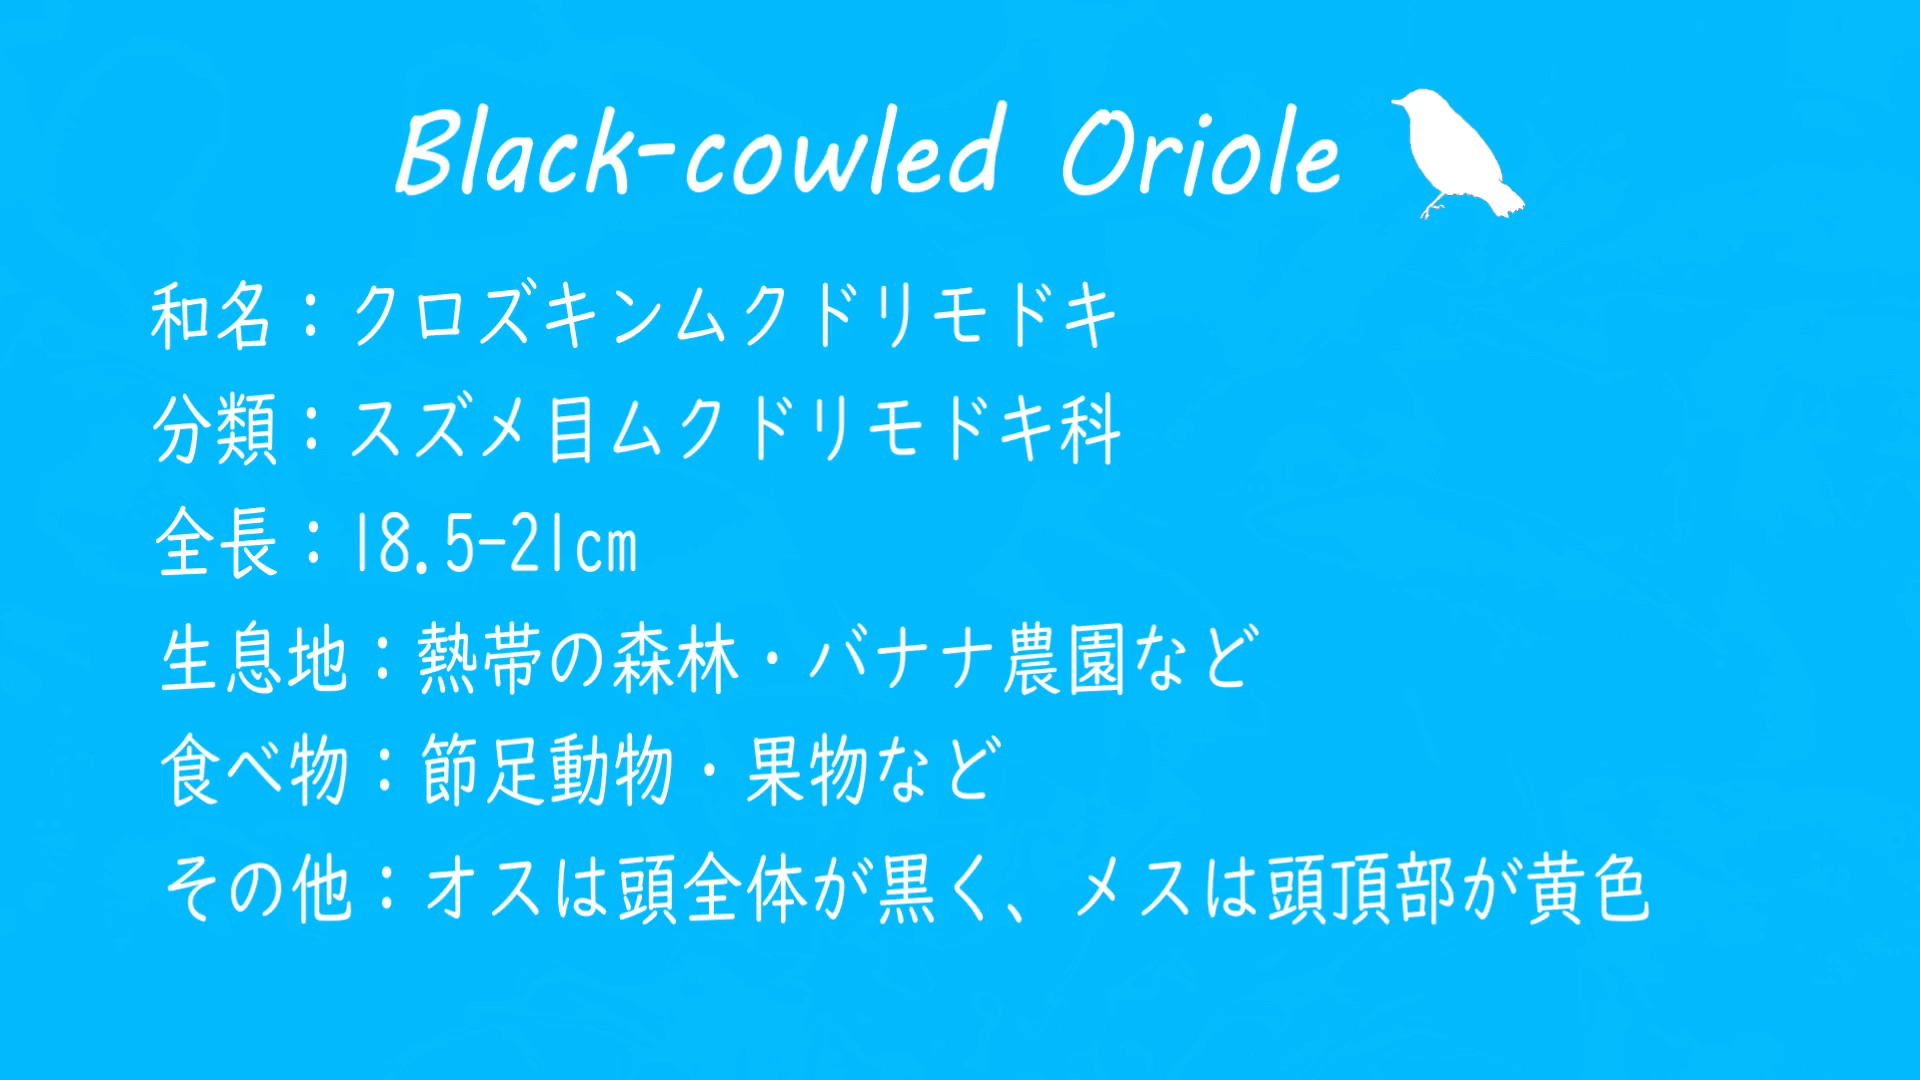 Black-cowled Oriole
和名：クロズキンムクドリモドキ
分類：スズメ目ムクドリモドキ科
全長：18.5-21cm
生息地：熱帯の森林・バナナ農園など
食べ物：節足動物・果物など
その他：オスは頭全体が黒く、メスは頭頂部が黄色